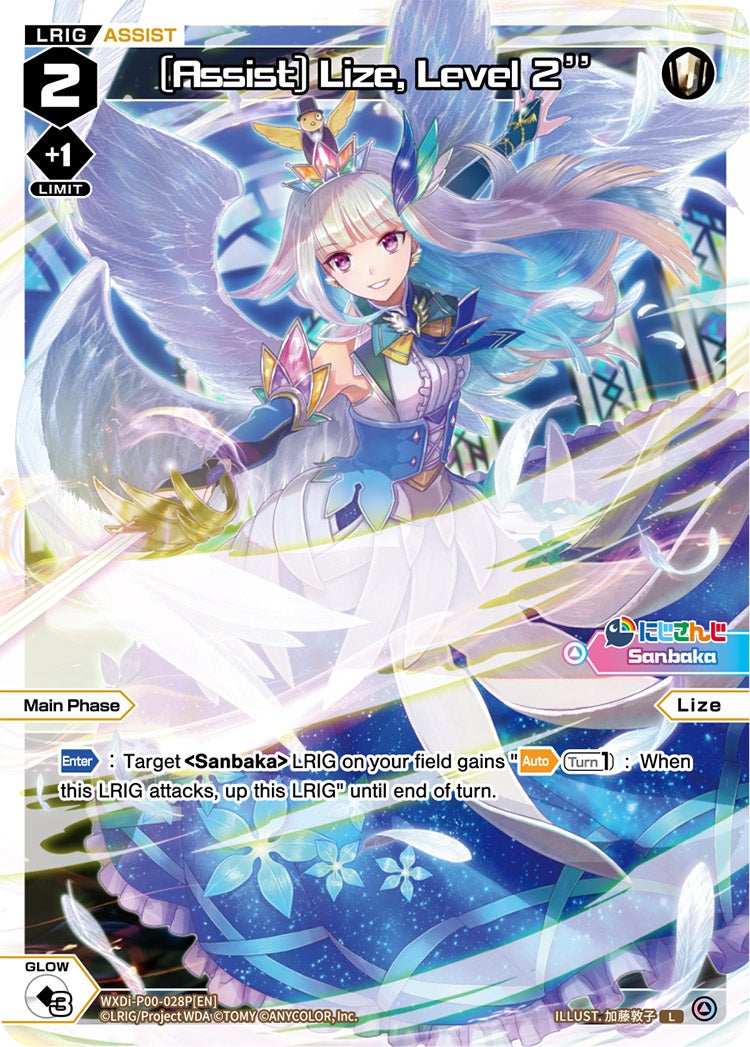 LRIG ASSIST
2
[Assist] Lize, Level 2’’
+1
LIMIT
にじさんじ
Sanbaka
Main Phase
Lize
Enter : Target <Sanbaka> LRIG on your field gains "Auto Turn 1 : When
this LRIG attacks, up this LRIG" until end of turn.
GLOW
3
WXDi-P00-028P[EN]
©LRIG/Project WDA ©TOMY ©ANYCOLOR, Inc.
ILLUST. 加藤敦子 L